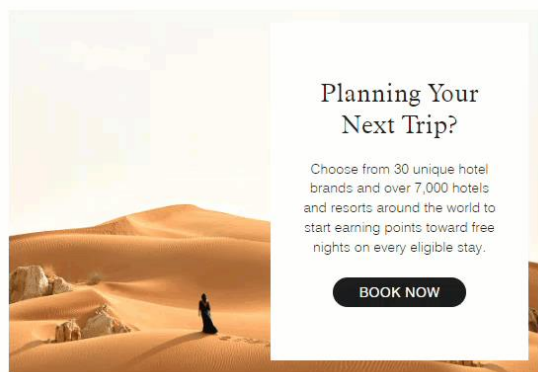 Planning Your
Next Trip?
Choose from 30 unique hotel
brands and over 7,000 hotels
and resorts around the world to
start earning points toward free
nights on every eligible stay.
BOOK NOW